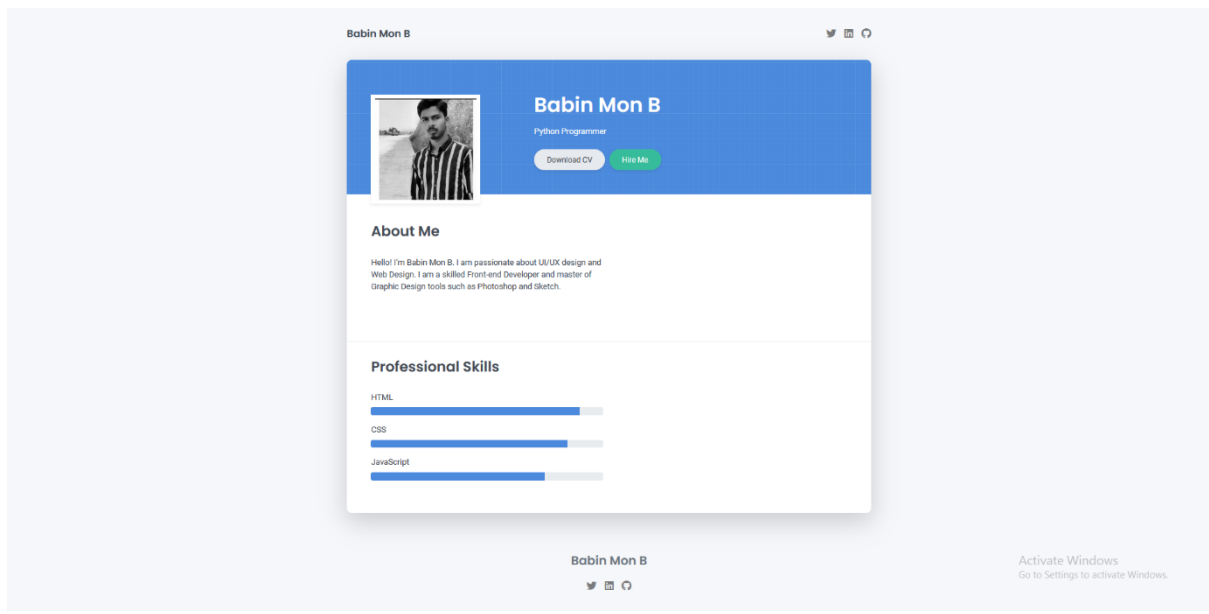 Babin Mon B
Babin Mon B
Python Programmer
Download CV
Hire Me
About Me
Hello! I'm Babin Mon B. I am passionate about UI/UX design and
Web Design. I am a skilled Front-end Developer and master of
Graphic Design tools such as Photoshop and Sketch.
Professional Skills
HTML
CSS
JavaScript
Babin Mon B
Activate Windows
Go to Settings to activate Windows.